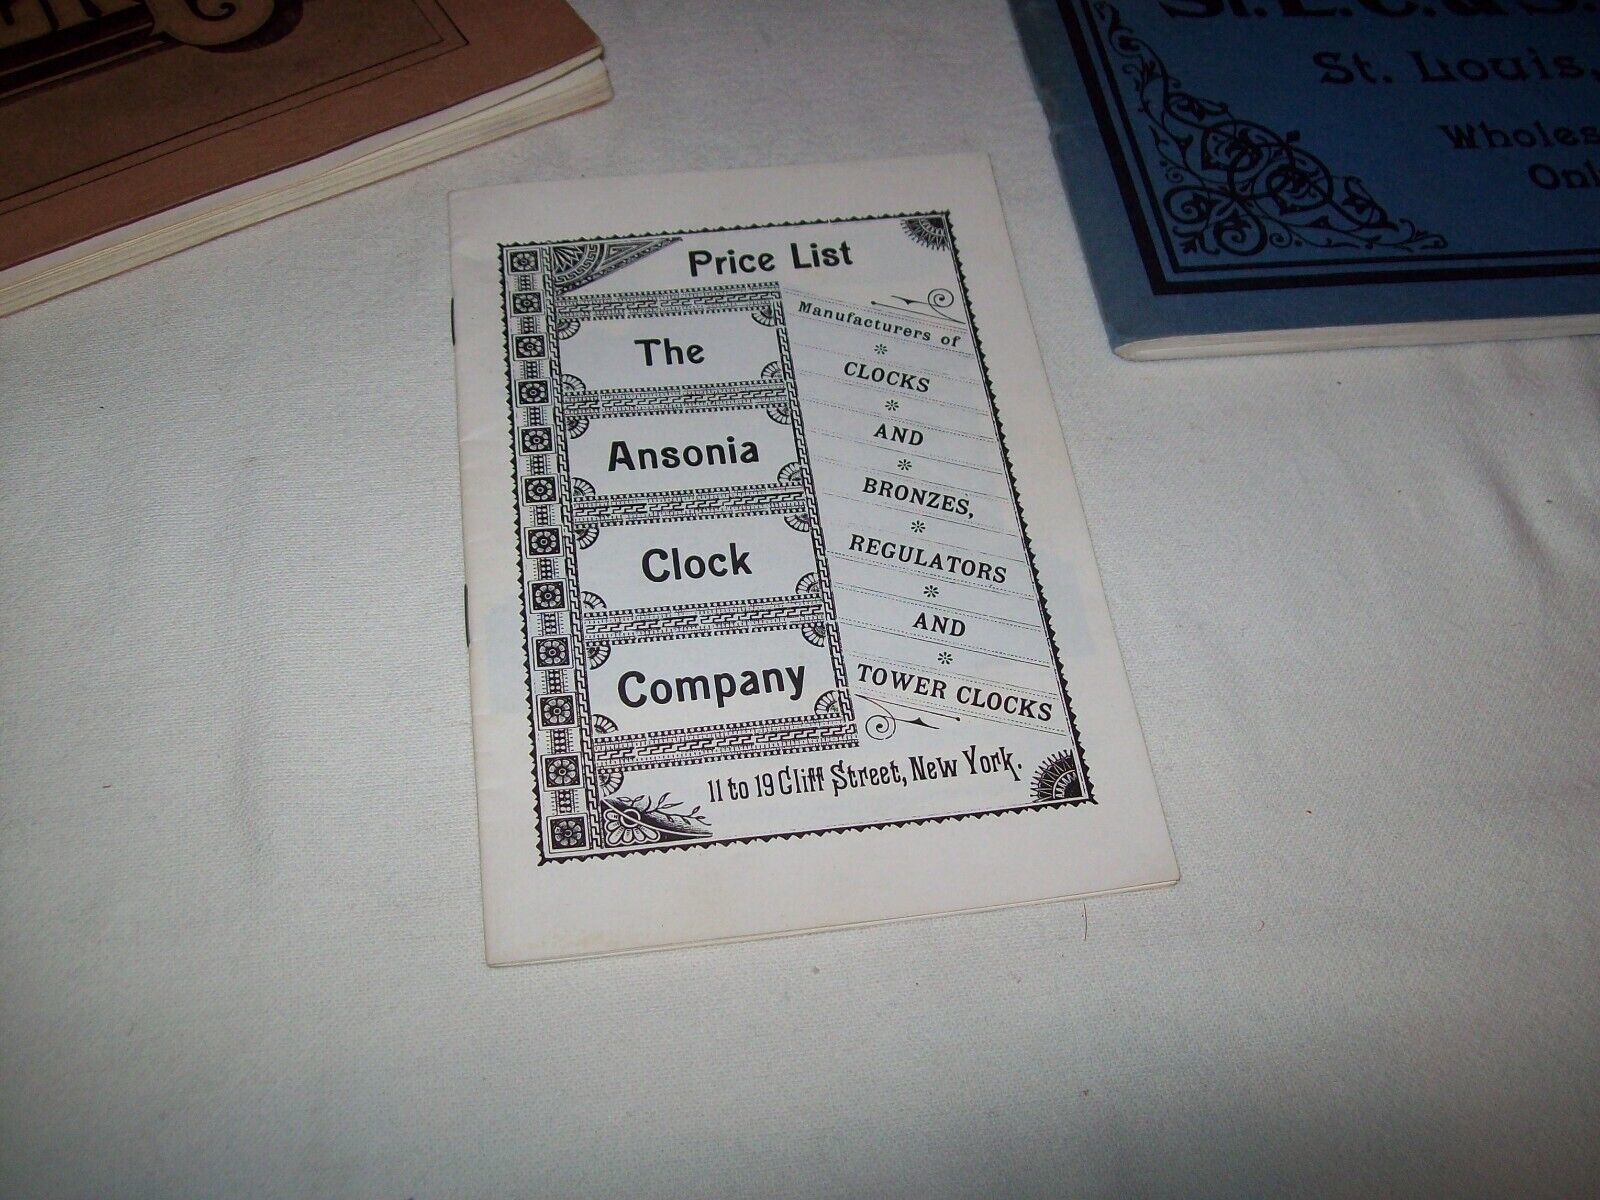 Price List
The
Ansonia
Clock
Company
Manufacturers of
CLOCKS
AND
BRONZES,
REGULATORS
AND
TOWER CLOCKS
11 to 19 Cliff Street, New York.
St. L. C. & S.
St. Louis,